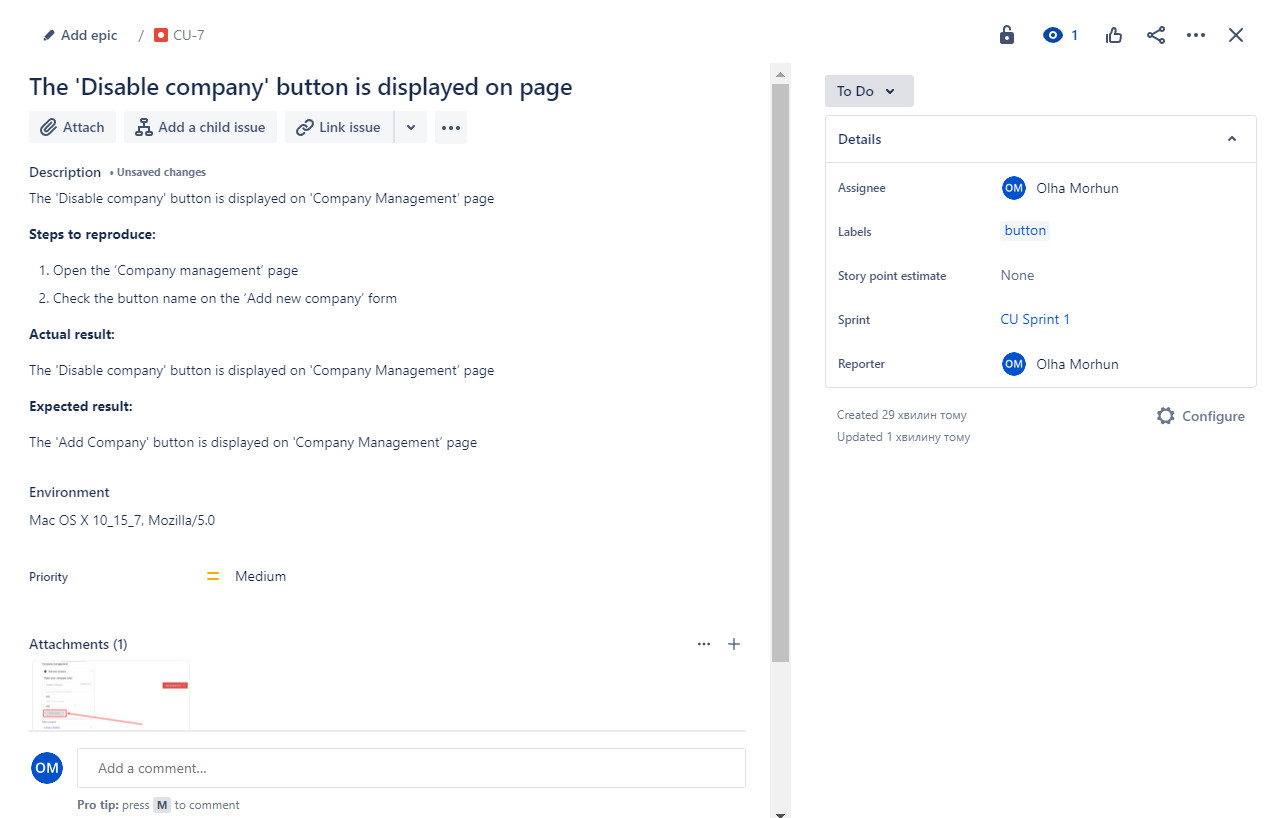 Add epic / CU-7
1
The 'Disable company' button is displayed on page
Attach
Add a child issue
Link issue
Description • Unsaved changes
The 'Disable company' button is displayed on 'Company Management’ page
Steps to reproduce:
1. Open the ‘Company management’ page
2. Check the button name on the ‘Add new company’ form
Actual result:
The 'Disable company' button is displayed on 'Company Management’ page
Expected result:
The 'Add Company' button is displayed on 'Company Management’ page
Environment
Mac OS X 10_15_7, Mozilla/5.0
Priority Medium
Attachments (1)
OM
Add a comment...
Pro tip: press M to comment
To Do
Details
Assignee OM Olha Morhun
Labels button
Story point estimate None
Sprint CU Sprint 1
Reporter OM Olha Morhun
Created 29 хвилин тому
Configure
Updated 1 хвилину тому